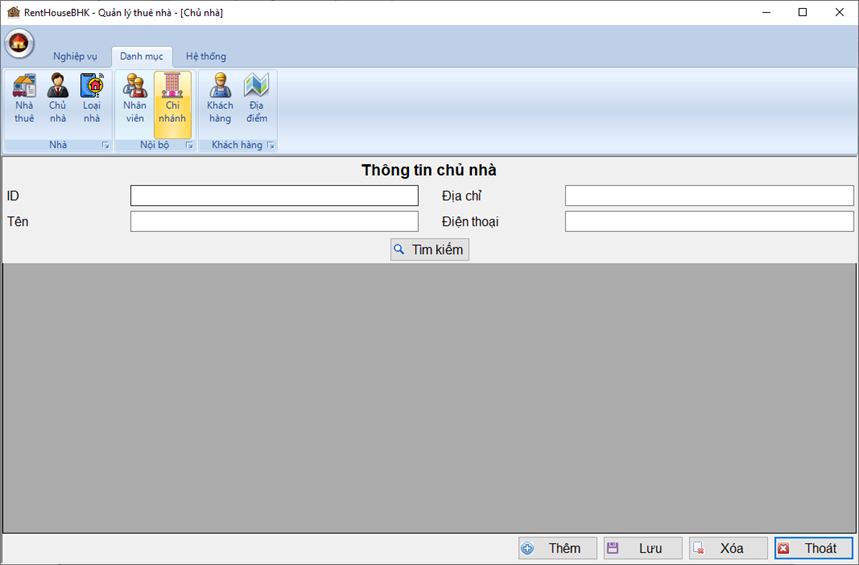 RentHouseBHK - Quản lý thuê nhà - [Chủ nhà]
Nghiệp vụ Danh mục Hệ thống
Nhà thuê
Chủ nhà
Loại nhà
Nhân viên
Chi nhánh
Khách hàng
Địa điểm
Nhà Nội bộ Khách hàng
Thông tin chủ nhà
ID Địa chỉ
Tên Điện thoại
Tìm kiếm
Thêm Lưu Xóa Thoát